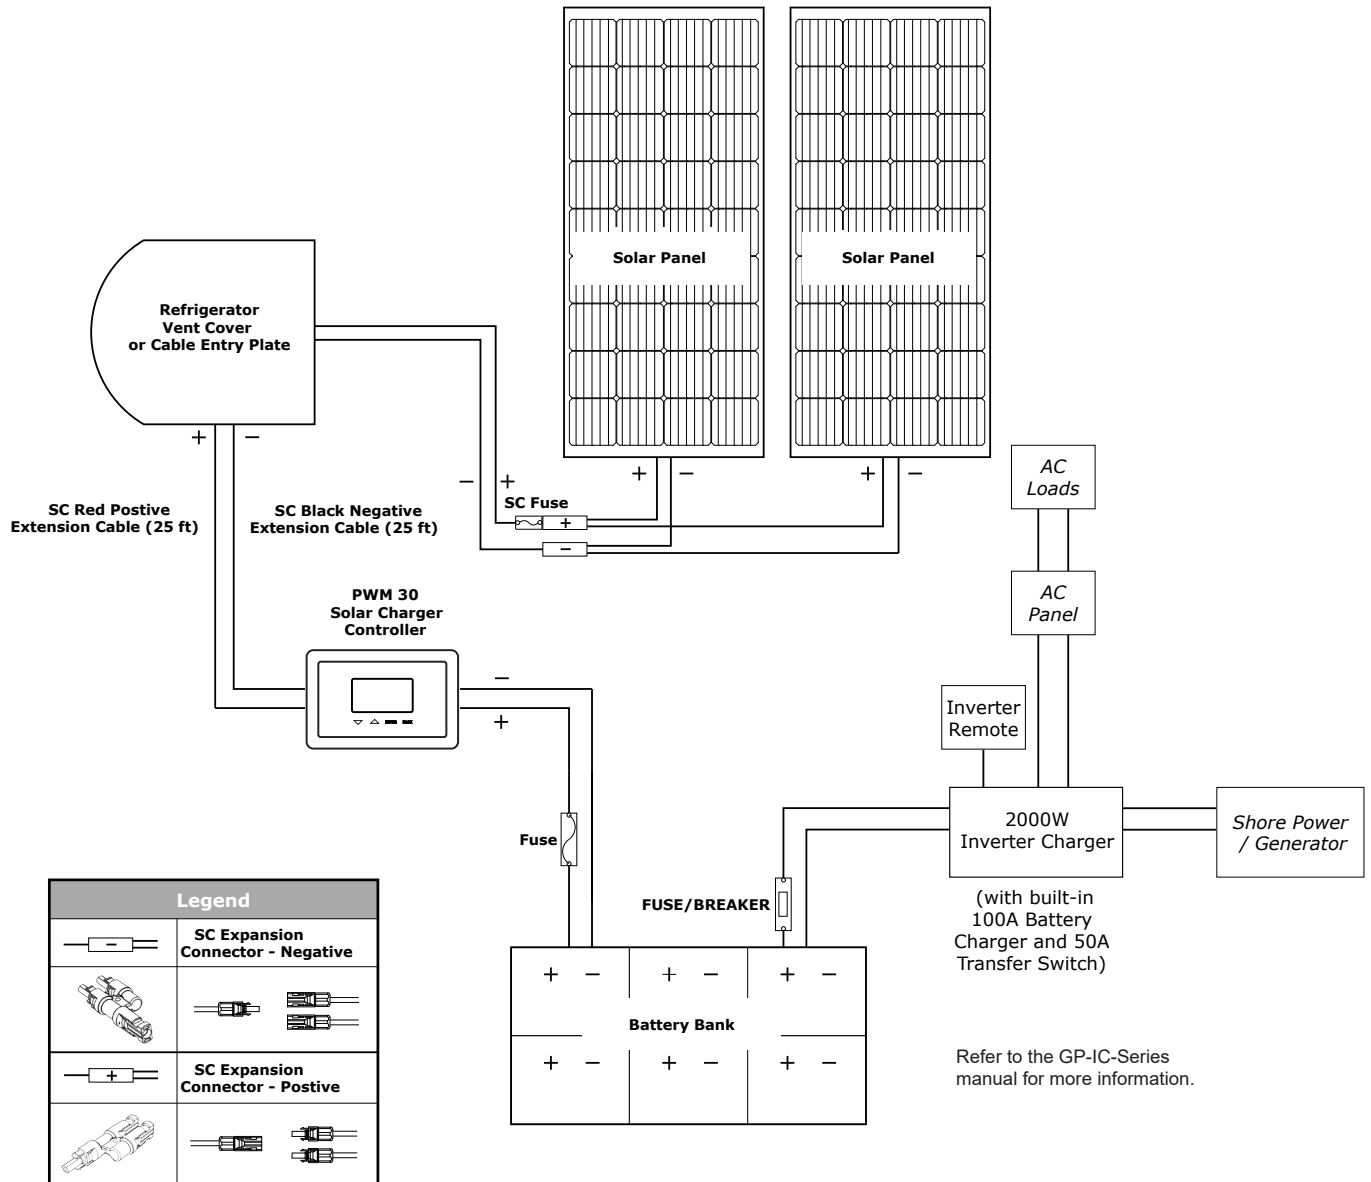 Solar Panel
Solar Panel
Refrigerator
Vent Cover
or Cable Entry Plate
+ −
+ −
+ −
− +
SC Fuse
+
−
SC Red Postive
Extension Cable (25 ft)
SC Black Negative
Extension Cable (25 ft)
AC
Loads
AC
Panel
PWM 30
Solar Charger
Controller
−
+
Inverter
Remote
2000W
Inverter Charger
Shore Power
/ Generator
(with built-in
100A Battery
Charger and 50A
Transfer Switch)
Fuse
FUSE/BREAKER
+ − + − + −
Battery Bank
+ − + − + −
Refer to the GP-IC-Series
manual for more information.
Legend
−
SC Expansion
Connector - Negative
+
SC Expansion
Connector - Postive